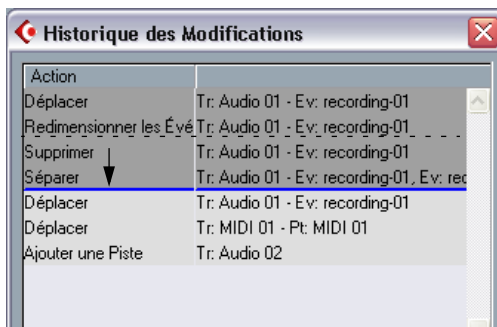 Historique des Modifications
Action
Déplacer Tr: Audio 01 - Ev: recording-01
Redimensionner les Évé Tr: Audio 01 - Ev: recording-01
Supprimer Tr: Audio 01 - Ev: recording-01
Séparer Tr: Audio 01 - Ev: recording-01, Ev: rec
Déplacer Tr: Audio 01 - Ev: recording-01
Déplacer Tr: MIDI 01 - Pt: MIDI 01
Ajouter une Piste Tr: Audio 02